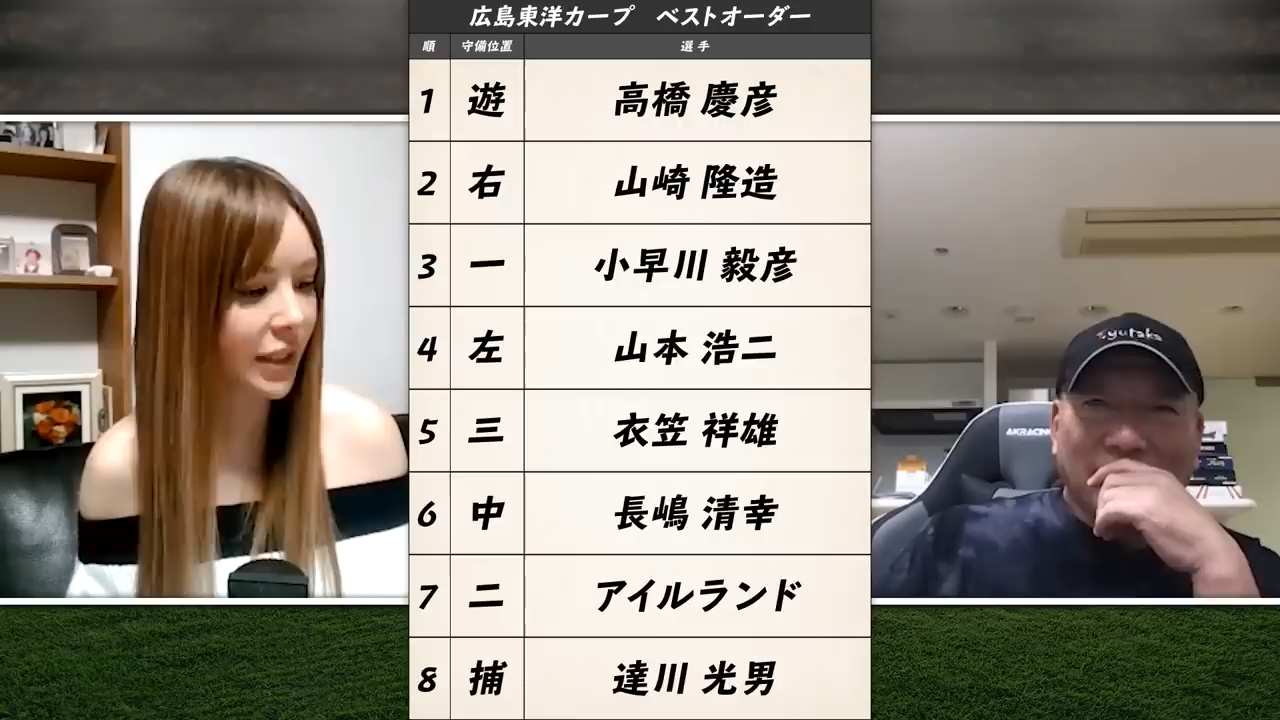 広島東洋カープ ベストオーダー
順 守備位置 選手
1 遊 高橋 慶彦
2 右 山崎 隆造
3 一 小早川 毅彦
4 左 山本 浩二
5 三 衣笠 祥雄
6 中 長嶋 清幸
7 二 アイルランド
8 捕 達川 光男
yutaka
AKRACING